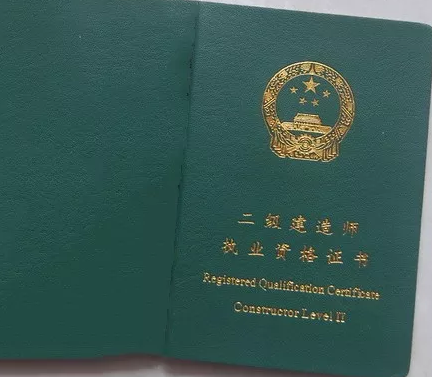 二级建造师
执业资格证书
Registered Qualification Certificate
Constructor Level II